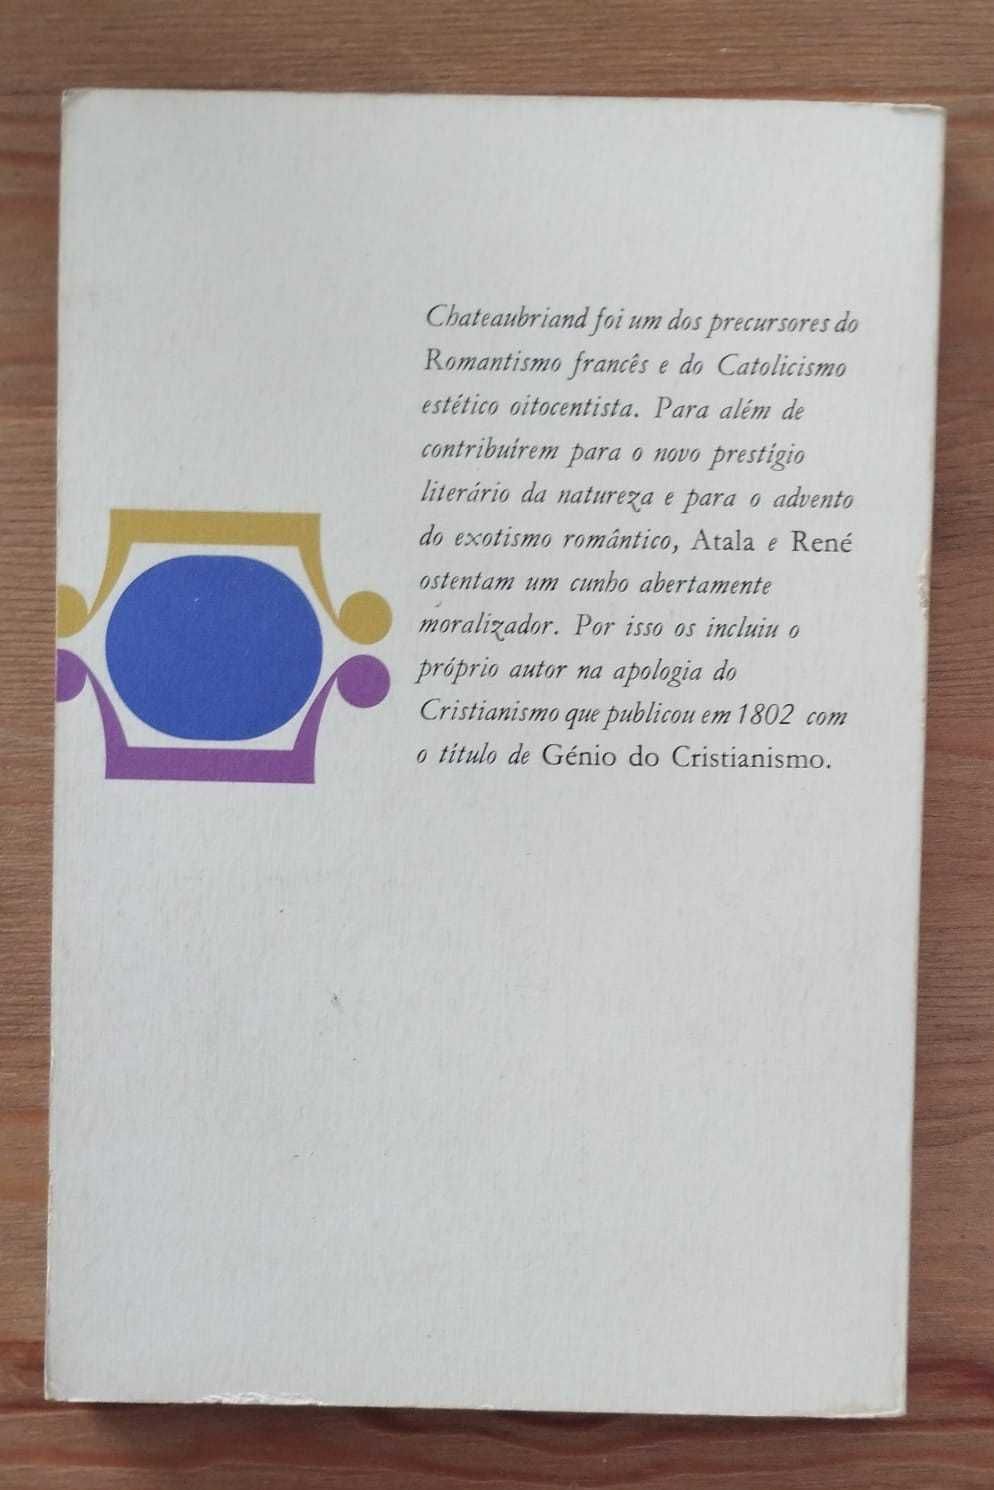 Chateaubriand foi um dos precursores do
Romantismo francês e do Catolicismo
estético oitocentista. Para além de
contribuírem para o novo prestígio
literário da natureza e para o advento
do exotismo romântico, Atala e René
ostentam um cunho abertamente
moralizador. Por isso os incluiu o
próprio autor na apologia do
Cristianismo que publicou em 1802 com
o título de Génio do Cristianismo.